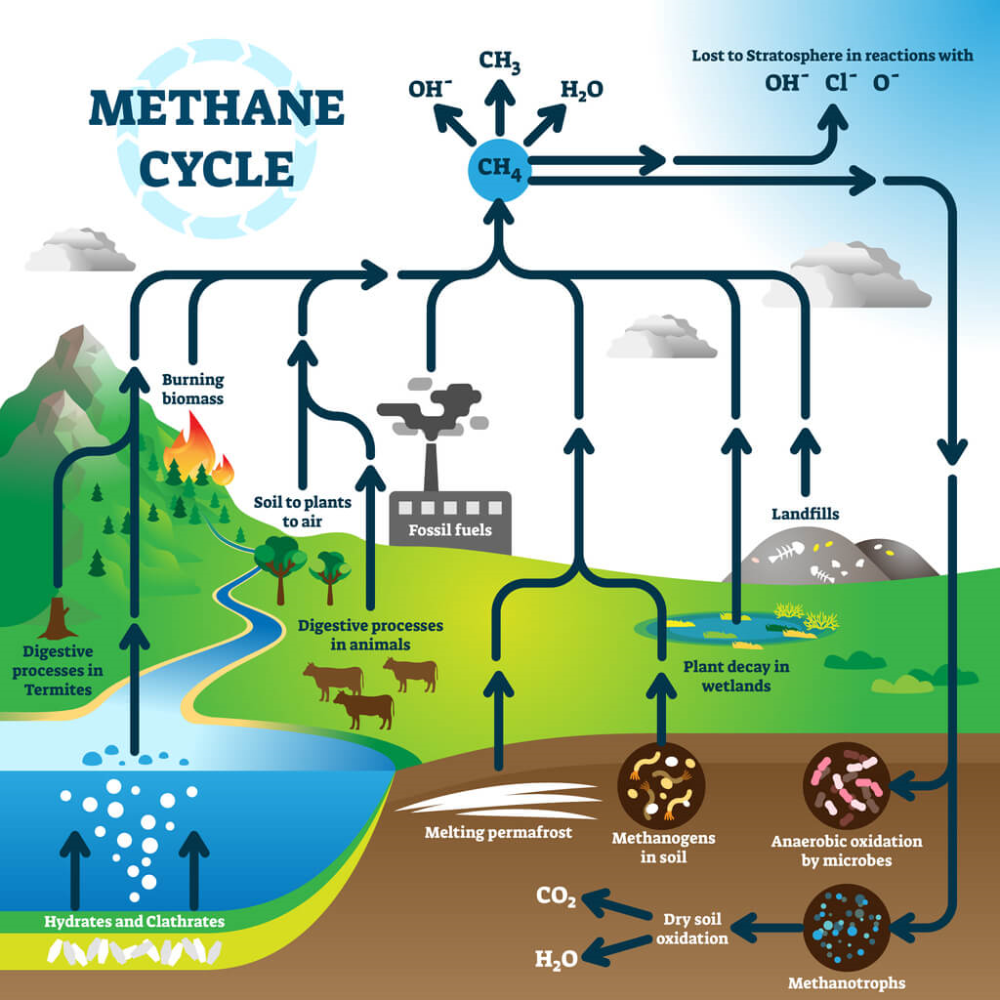 METHANE
CYCLE
CH₃
OH⁻
H₂O
CH₄
Lost to Stratosphere in reactions with
OH⁻ Cl⁻ O⁻
Burning
biomass
Soil to plants
to air
Fossil fuels
Landfills
Digestive
processes in
Termites
Digestive processes
in animals
Plant decay in
wetlands
Melting permafrost
Methanogens
in soil
Anaerobic oxidation
by microbes
Hydrates and Clathrates
CO₂
H₂O
Dry soil
oxidation
Methanotrophs